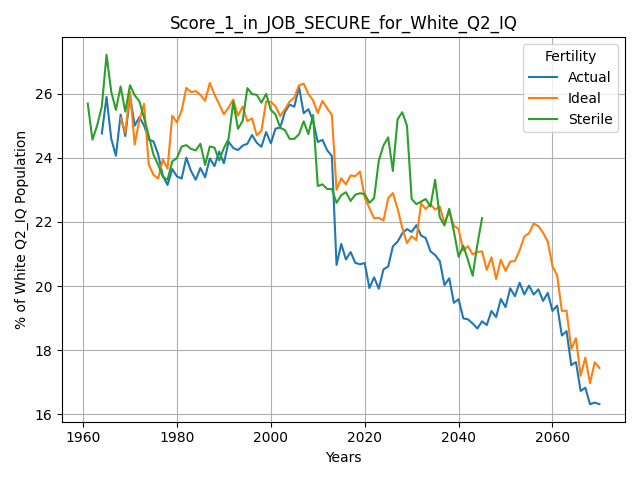 Score_1_in_JOB_SECURE_for_White_Q2_IQ
Fertility
Actual
Ideal
Sterile
% of White Q2_IQ Population
26
24
22
20
18
16
1960 1980 2000 2020 2040 2060
Years